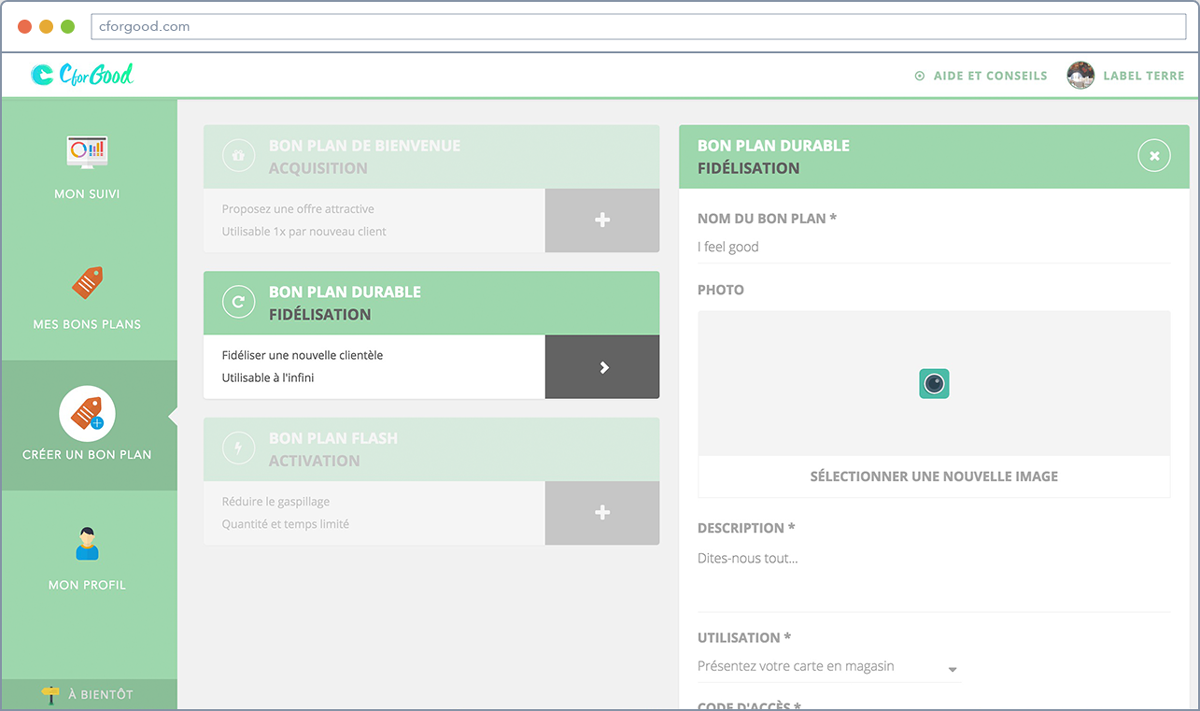 cforgood.com
CforGood
AIDE ET CONSEILS
LABEL TERRE
MON SUIVI
MES BONS PLANS
CRÉER UN BON PLAN
MON PROFIL
À BIENTÔT
BON PLAN DE BIENVENUE
ACQUISITION
Proposez une offre attractive
Utilisable 1x par nouveau client
BON PLAN DURABLE
FIDÉLISATION
Fidéliser une nouvelle clientèle
Utilisable à l'infini
BON PLAN FLASH
ACTIVATION
Réduire le gaspillage
Quantité et temps limité
BON PLAN DURABLE
FIDÉLISATION
NOM DU BON PLAN *
I feel good
PHOTO
SÉLECTIONNER UNE NOUVELLE IMAGE
DESCRIPTION *
Dites-nous tout...
UTILISATION *
Présentez votre carte en magasin
CODE D'ACCÈS *